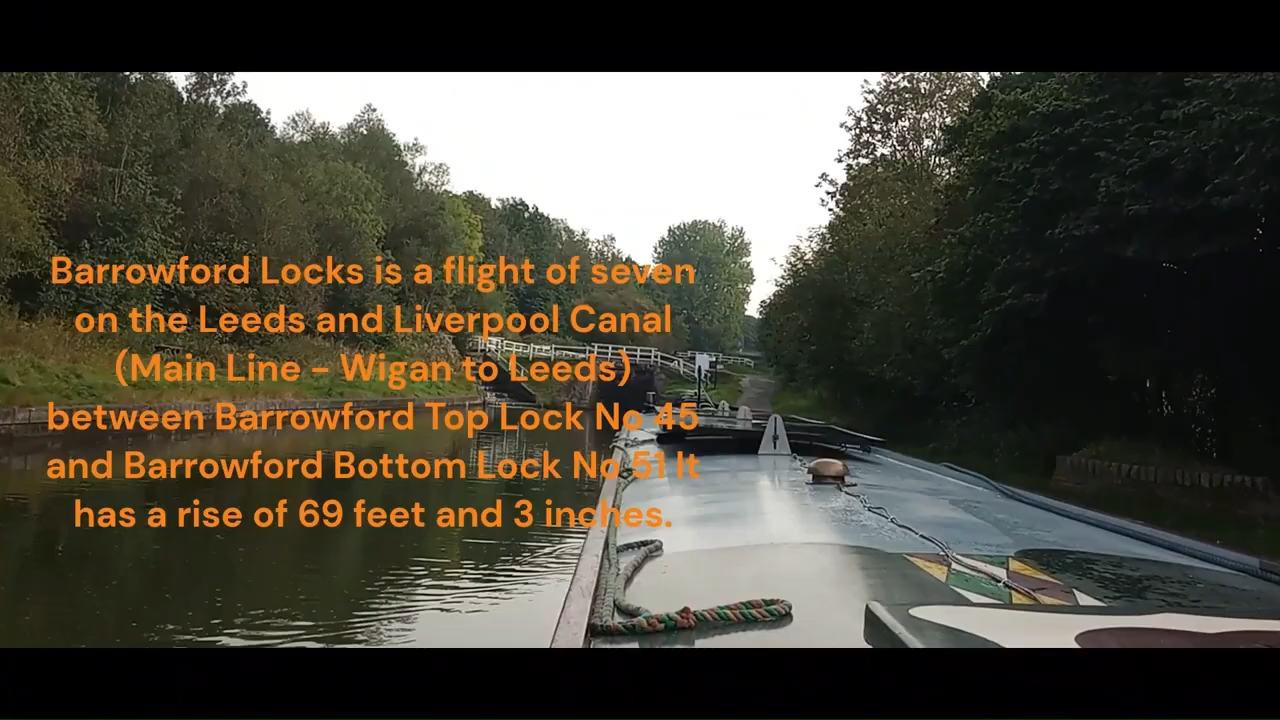 Barrowford Locks is a flight of seven
on the Leeds and Liverpool Canal
(Main Line - Wigan to Leeds)
between Barrowford Top Lock No 45
and Barrowford Bottom Lock No 51 It
has a rise of 69 feet and 3 inches.